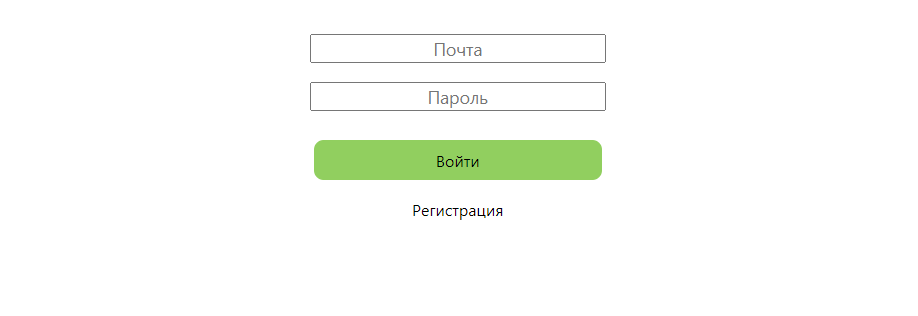 Почта
Пароль
Войти
Регистрация